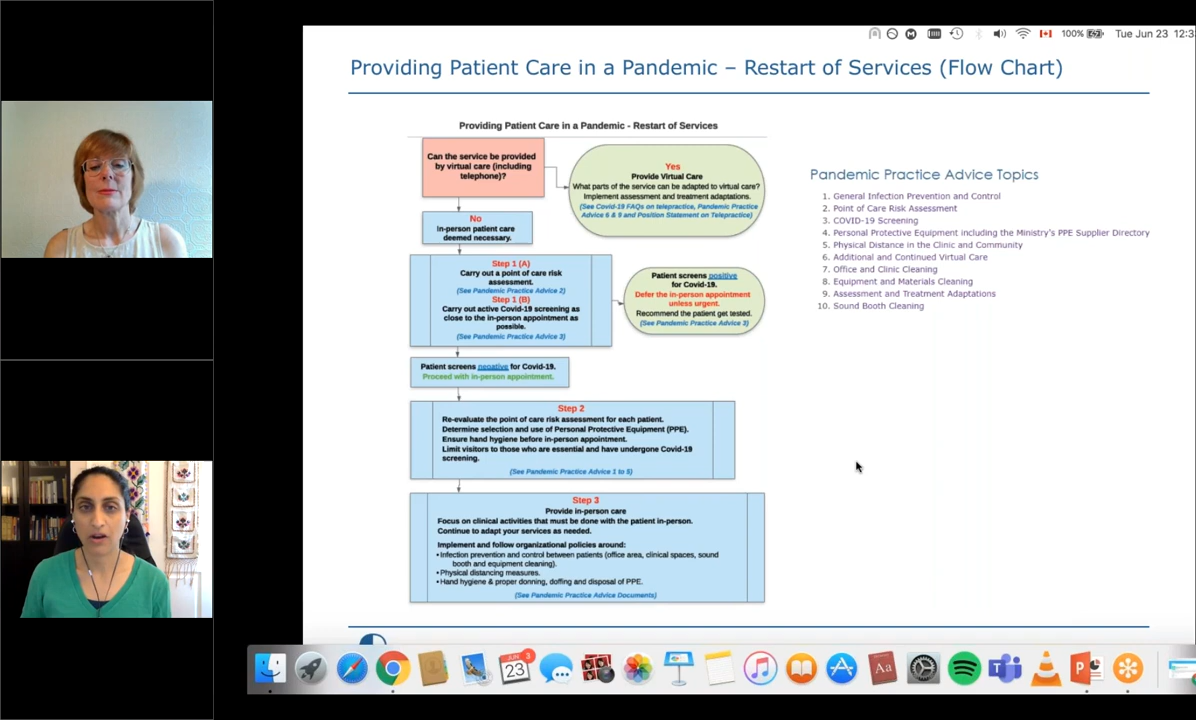 100%
Tue Jun 23 12:3
Providing Patient Care in a Pandemic – Restart of Services (Flow Chart)
Providing Patient Care in a Pandemic - Restart of Services
Can the service be provided
by virtual care (including
telephone)?
Yes
Provide Virtual Care
What parts of the service can be adapted to virtual care?
Implement assessment and treatment adaptations.
(See Covid-19 FAQs on telepractice, Pandemic Practice
Advice 6 & 9 and Position Statement on Telepractice)
No
In-person patient care
deemed necessary.
Step 1 (A)
Carry out a point of care risk
assessment.
(See Pandemic Practice Advice 2)
Step 1 (B)
Carry out active Covid-19 screening as
close to the in-person appointment as
possible.
(See Pandemic Practice Advice 3)
Patient screens positive
for Covid-19.
Defer the in-person appointment
unless urgent.
Recommend the patient get tested.
(See Pandemic Practice Advice 3)
Patient screens negative for Covid-19.
Proceed with in-person appointment.
Step 2
Re-evaluate the point of care risk assessment for each patient.
Determine selection and use of Personal Protective Equipment (PPE).
Ensure hand hygiene before in-person appointment.
Limit visitors to those who are essential and have undergone Covid-19
screening.
(See Pandemic Practice Advice 1 to 5)
Step 3
Provide in-person care
Focus on clinical activities that must be done with the patient in-person.
Continue to adapt your services as needed.
Implement and follow organizational policies around:
•Infection prevention and control between patients (office area, clinical spaces, sound
booth and equipment cleaning).
•Physical distancing measures.
•Hand hygiene & proper donning, doffing and disposal of PPE.
(See Pandemic Practice Advice Documents)
Pandemic Practice Advice Topics
1. General Infection Prevention and Control
2. Point of Care Risk Assessment
3. COVID-19 Screening
4. Personal Protective Equipment including the Ministry's PPE Supplier Directory
5. Physical Distance in the Clinic and Community
6. Additional and Continued Virtual Care
7. Office and Clinic Cleaning
8. Equipment and Materials Cleaning
9. Assessment and Treatment Adaptations
10. Sound Booth Cleaning
JUN
23
3
Aa
P